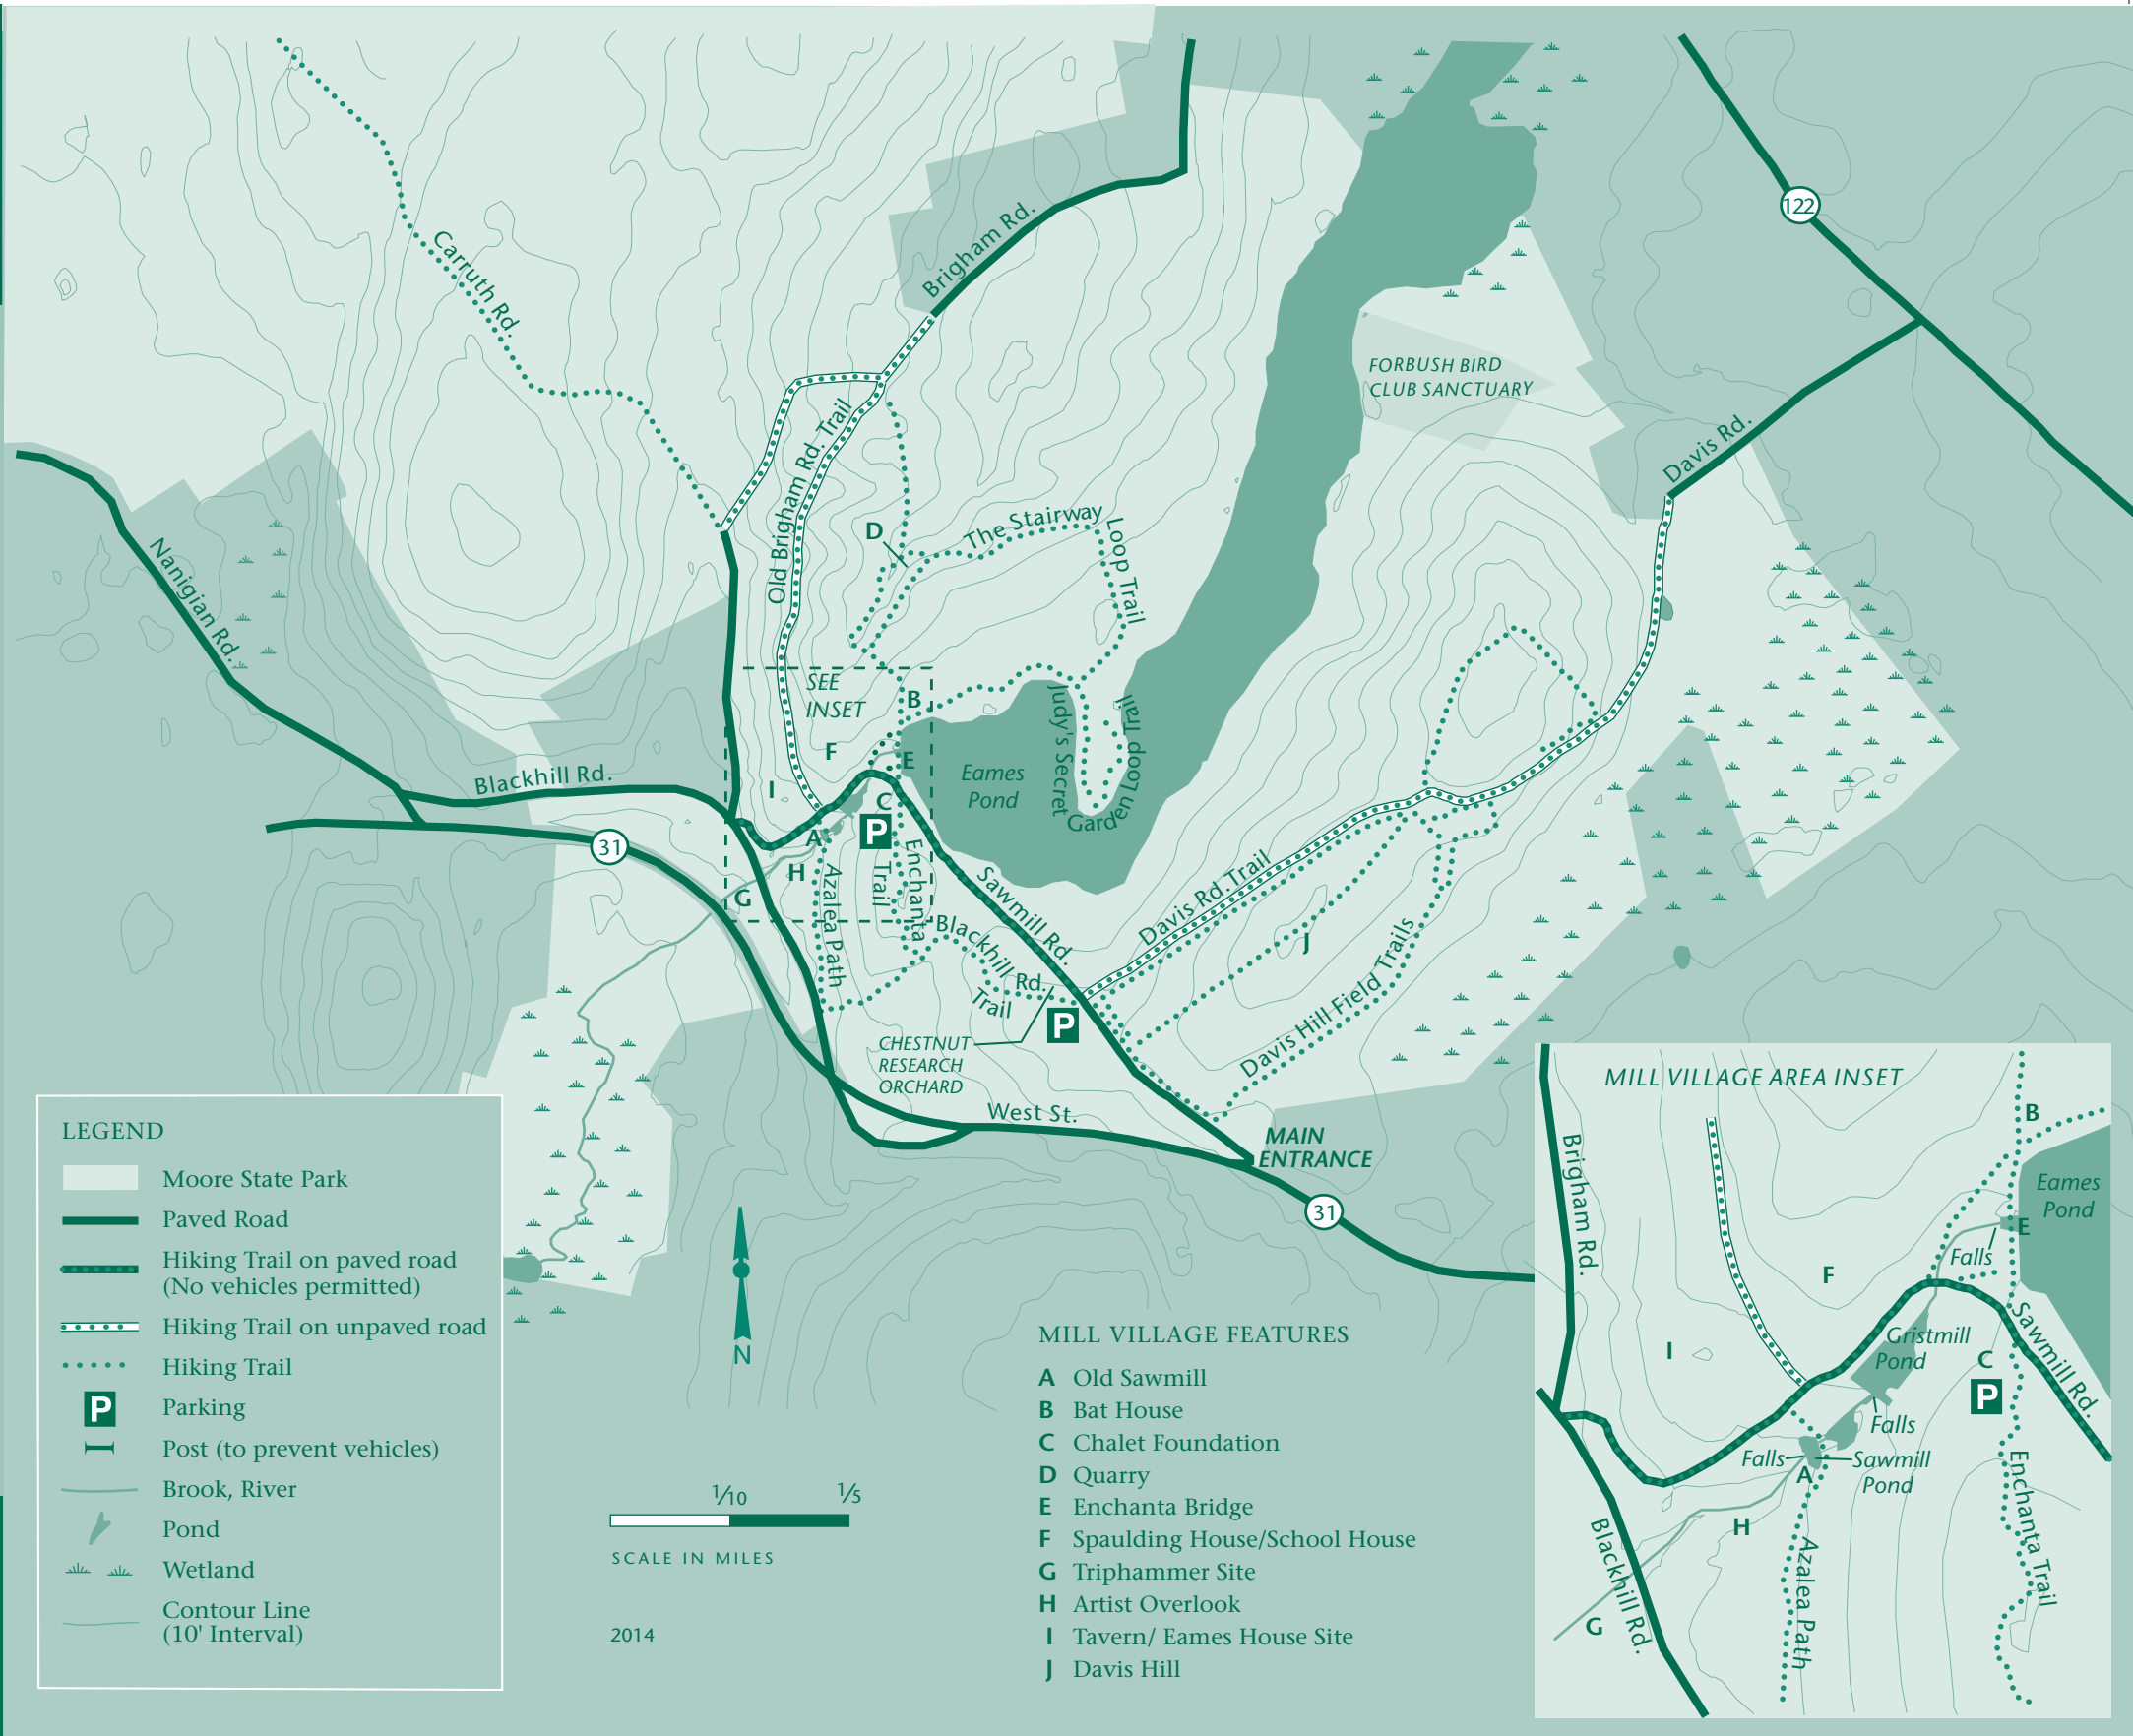 122
Carruth Rd.
Brigham Rd.
FORBUSH BIRD
CLUB SANCTUARY
Davis Rd.
Old Brigham Rd. Trail
D
The Stairway
Loop Trail
Nanigian Rd.
SEE
INSET
B
F
E
I
C
P
A
H
G
Eames
Pond
Judy's Secret
Garden Loop Trail
Blackhill Rd.
31
Azalea Path
Enchanta
Trail
Sawmill Rd.
Blackhill
Rd.
Trail
P
CHESTNUT
RESEARCH
ORCHARD
Davis Rd. Trail
J
Davis Hill Field Trails
West St.
MAIN
ENTRANCE
31
LEGEND
Moore State Park
Paved Road
Hiking Trail on paved road
(No vehicles permitted)
Hiking Trail on unpaved road
Hiking Trail
P Parking
Post (to prevent vehicles)
Brook, River
Pond
Wetland
Contour Line
(10' Interval)
N
1/10 1/5
SCALE IN MILES
2014
MILL VILLAGE FEATURES
A Old Sawmill
B Bat House
C Chalet Foundation
D Quarry
E Enchanta Bridge
F Spaulding House/School House
G Triphammer Site
H Artist Overlook
I Tavern/ Eames House Site
J Davis Hill
MILL VILLAGE AREA INSET
B
Brigham Rd.
Eames
Pond
E
Falls
F
Sawmill Rd.
Gristmill
Pond
I
C
P
Falls
Falls
Sawmill
Pond
A
H
Enchanta Trail
Azalea Path
Blackhill Rd.
G